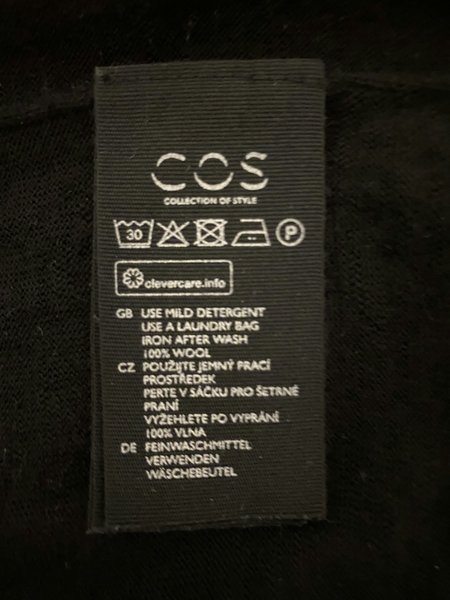 COS
COLLECTION OF STYLE
30 P
clevercare.info
GB USE MILD DETERGENT
USE A LAUNDRY BAG
IRON AFTER WASH
100% WOOL
CZ POUŽIJTE JEMNÝ PRACÍ
PROSTŘEDEK
PERTE V SÁČKU PRO ŠETRNÉ
PRANÍ
VYŽEHLETE PO VYPRÁNÍ
100% VLNA
DE FEINWASCHMITTEL
VERWENDEN
WÄSCHEBEUTEL